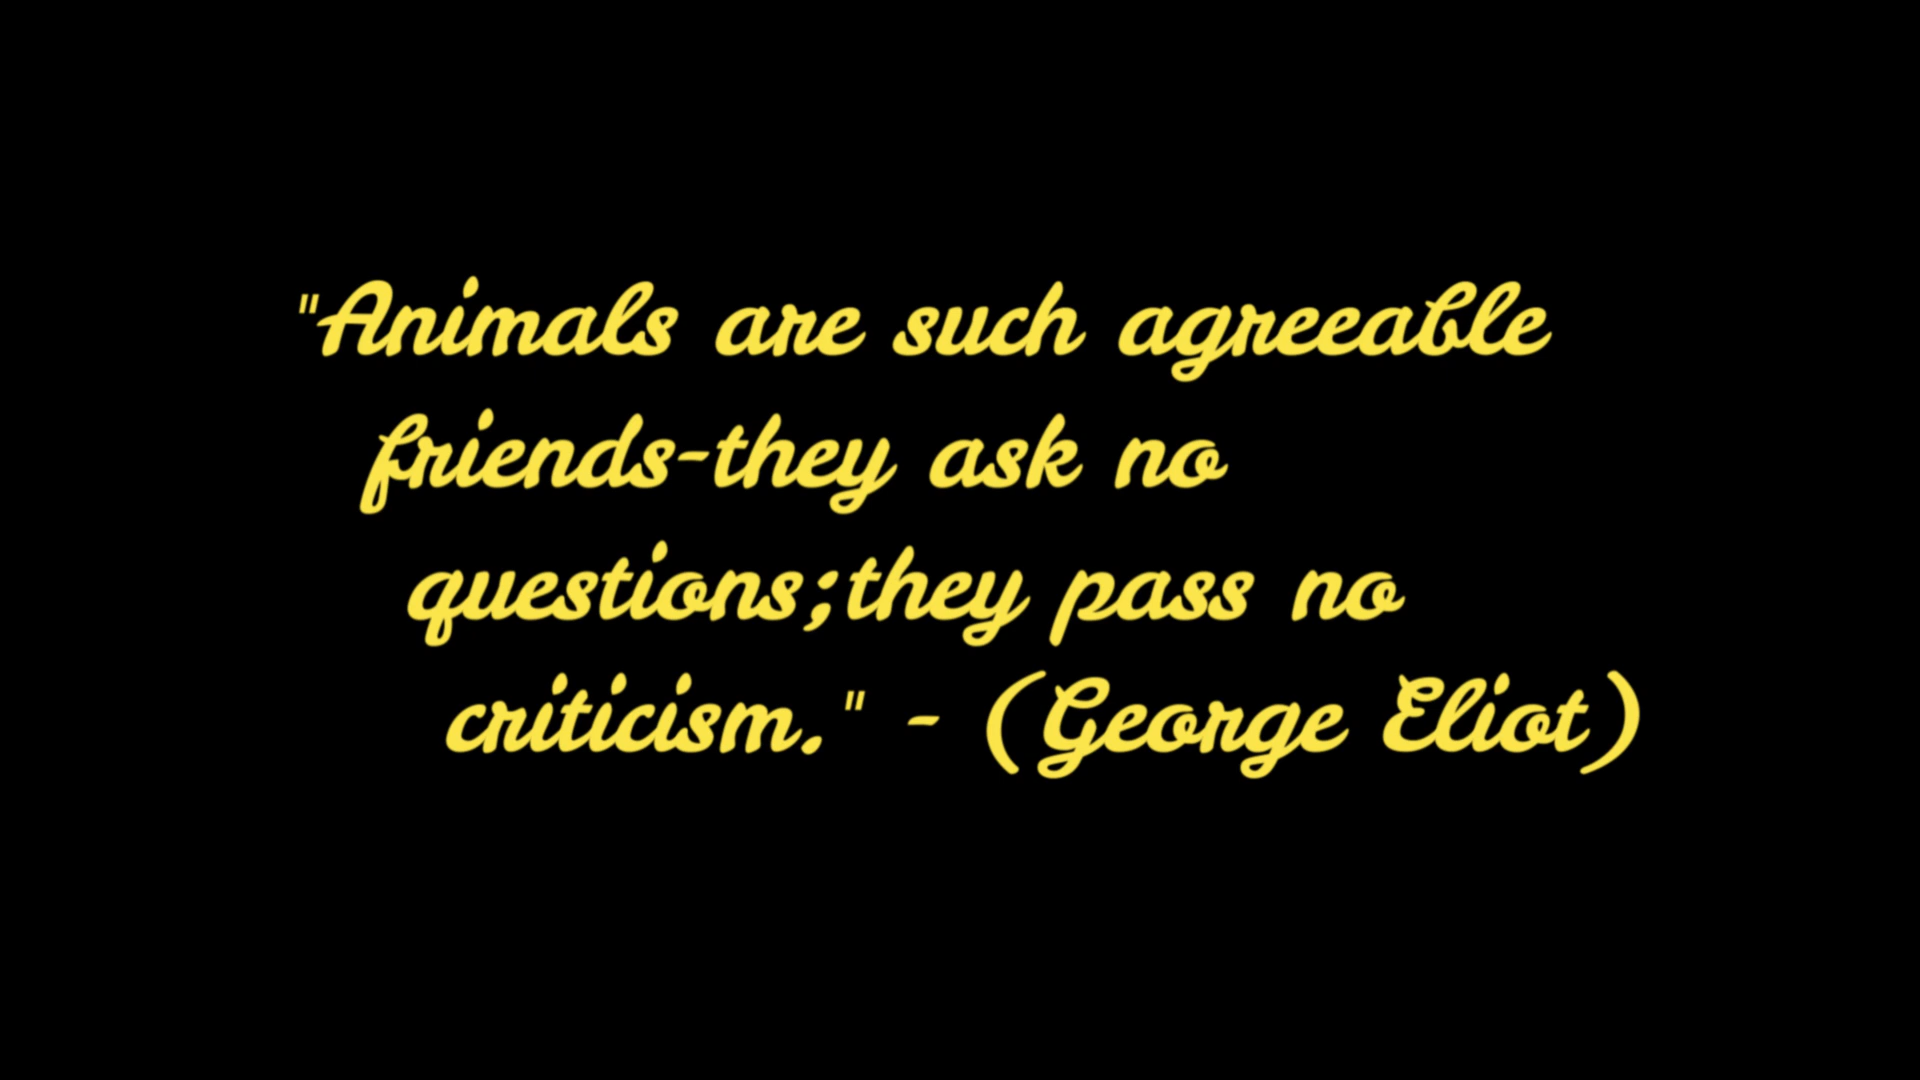 "Animals are such agreeable
friends-they ask no
questions;they pass no
criticism." - (George Eliot)